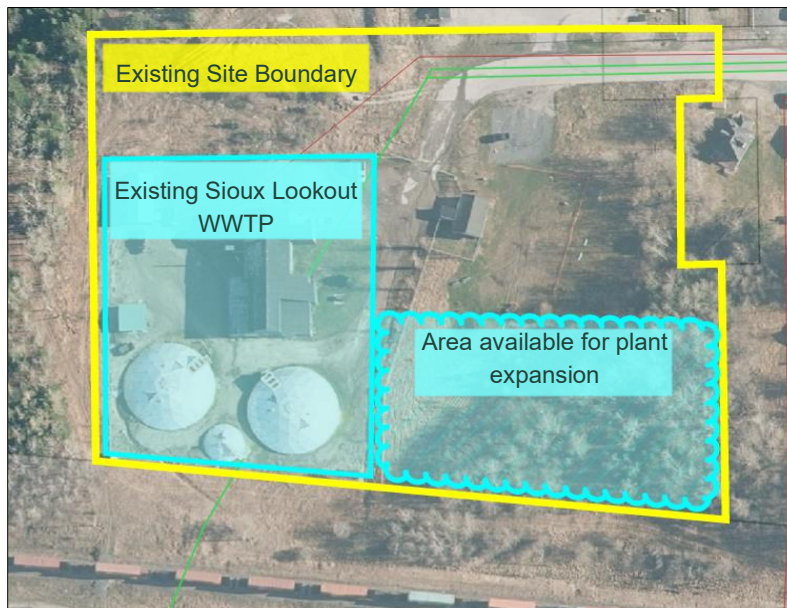 Existing Site Boundary
Existing Sioux Lookout
WWTP
Area available for plant
expansion